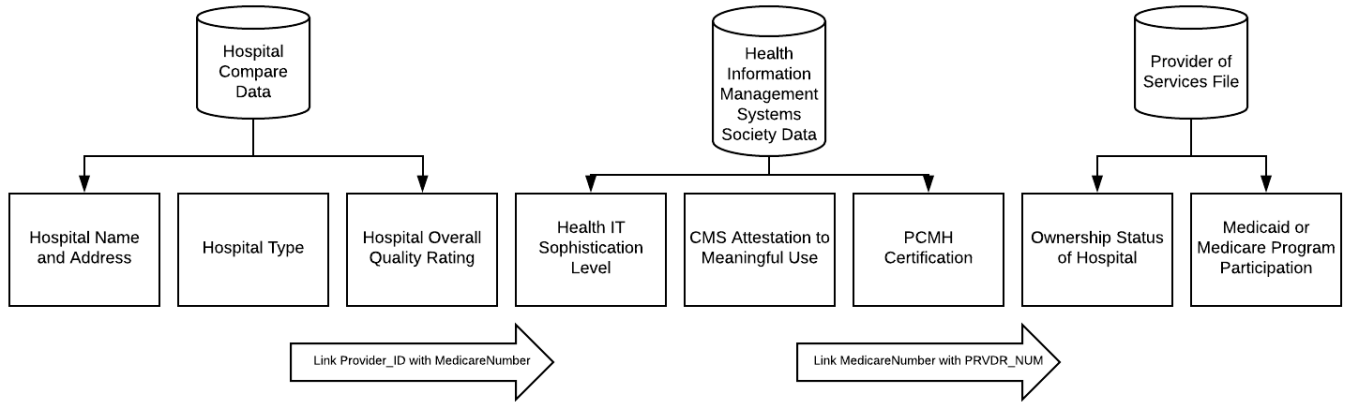 Hospital
Compare
Data
Health
Information
Management
Systems
Society Data
Provider of
Services File
Hospital Name
and Address
Hospital Type
Hospital Overall
Quality Rating
Health IT
Sophistication
Level
CMS Attestation to
Meaningful Use
PCMH
Certification
Ownership Status
of Hospital
Medicaid or
Medicare Program
Participation
Link Provider_ID with MedicareNumber
Link MedicareNumber with PRVDR_NUM